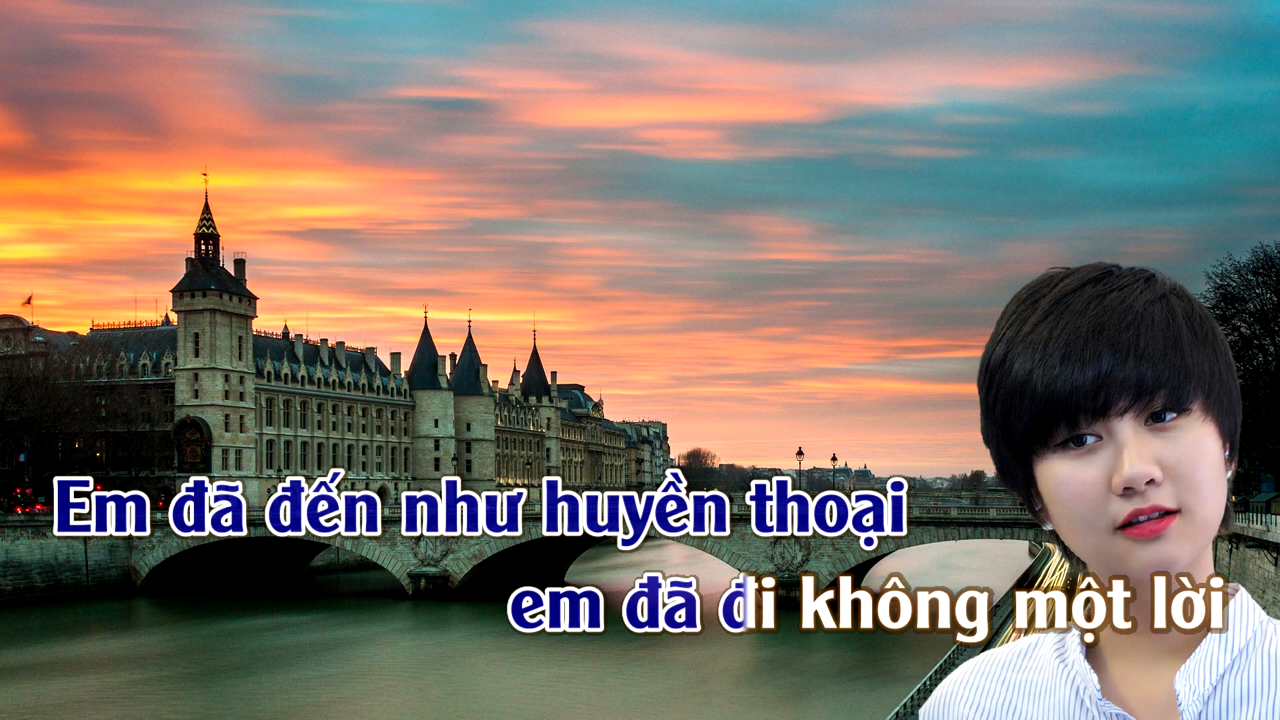 Em đã đến như huyền thoại
em đã đi không một lời